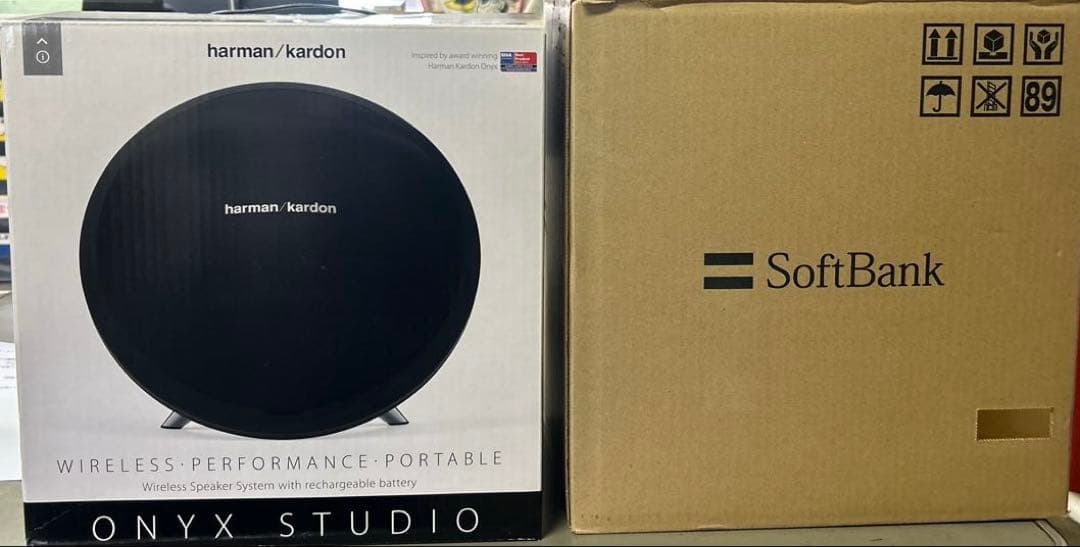 harman/kardon
Inspired by award winning
Harman Kardon Onyx
harman/kardon
WIRELESS · PERFORMANCE · PORTABLE
Wireless Speaker System with rechargeable battery
ONYX STUDIO
89
SoftBank